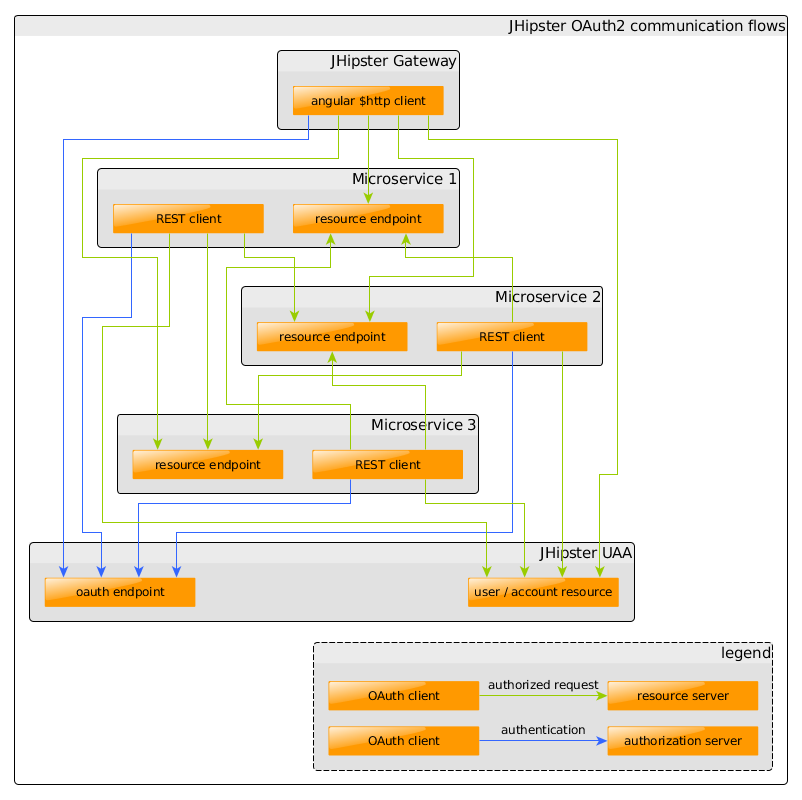 JHipster OAuth2 communication flows
JHipster Gateway
angular $http client
Microservice 1
REST client
resource endpoint
Microservice 2
resource endpoint
REST client
Microservice 3
resource endpoint
REST client
JHipster UAA
oauth endpoint
user / account resource
legend
OAuth client
authorized request
resource server
OAuth client
authentication
authorization server